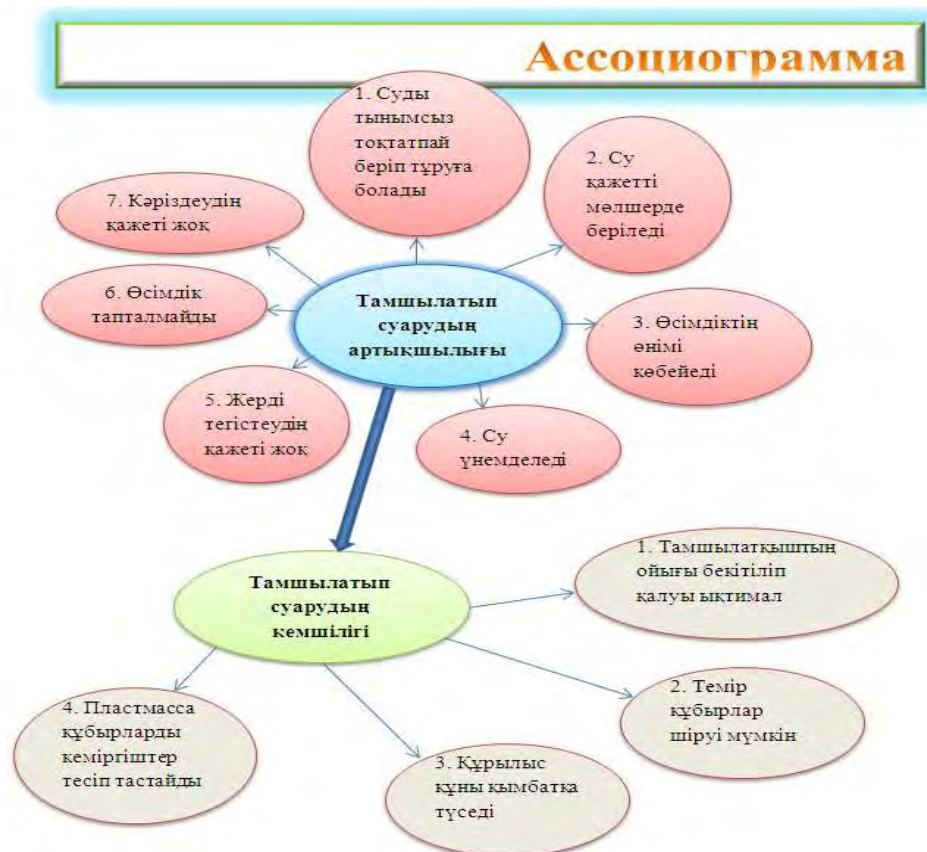 Ассоциограмма
1. Суды
тынымсыз
тоқтатпай
беріп тұруға
болады
2. Су
қажетті
мөлшерде
беріледі
3. Өсімдіктің
өнімі
көбейеді
4. Су
үнемделеді
5. Жерді
тегістеудің
қажеті жоқ
6. Өсімдік
тапталмайды
7. Кәріздеудің
қажеті жоқ
Тамшылатып
суарудың
артықшылығы
Тамшылатып
суарудың
кемшілігі
1. Тамшылатқыштың
ойығы бекітіліп
қалуы ықтимал
2. Темір
құбырлар
шіруі мүмкін
3. Құрылыс
құны қымбатқа
түседі
4. Пластмасса
құбырларды
кеміргіштер
тесіп тастайды